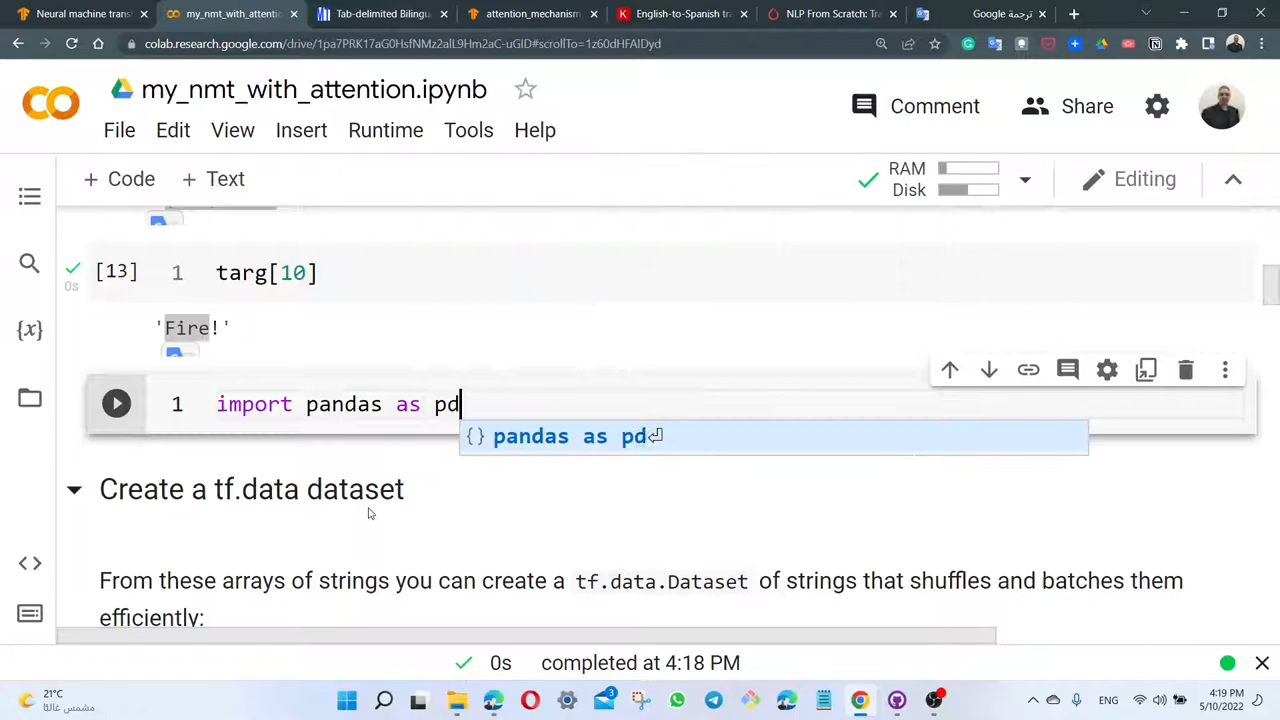 Neural machine trans
my_nmt_with_attenti
Tab-delimited Bilingu
attention_mechanism
English-to-Spanish tra
NLP From Scratch: Tra
Google ترجمة
colab.research.google.com/drive/1pa7PRK17aG0HsfNMz2alL9Hm2aC-uGID#scrollTo=1z60dHFAIDyd
my_nmt_with_attention.ipynb
Comment
Share
File Edit View Insert Runtime Tools Help
+ Code + Text
RAM
Disk
Editing
[13] 1 targ[10]
0s
'Fire!'
1 import pandas as pd
{} pandas as pd
Create a tf.data dataset
From these arrays of strings you can create a tf.data.Dataset of strings that shuffles and batches them
efficiently:
0s completed at 4:18 PM
21°C
3
ENG
4:19 PM
5/10/2022